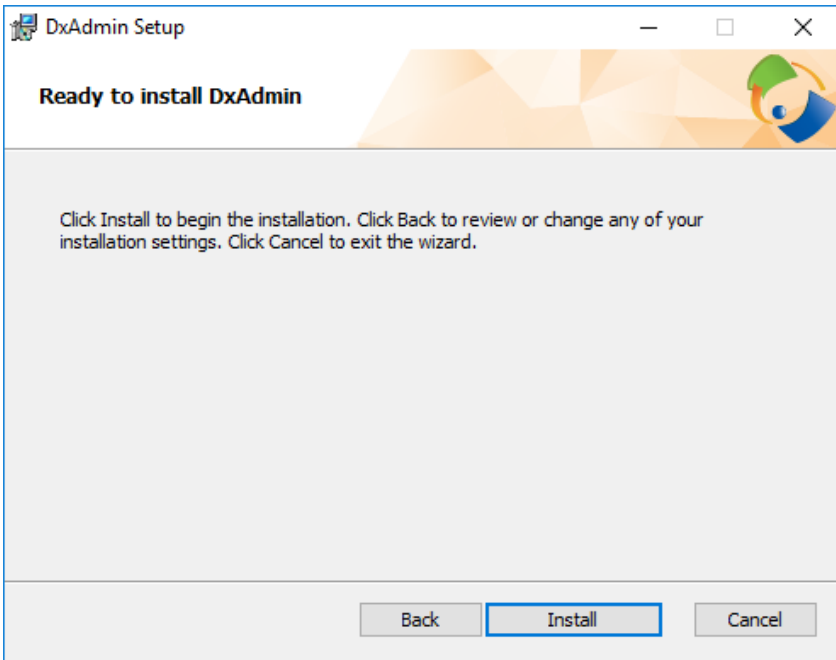 DxAdmin Setup
Ready to install DxAdmin
Click Install to begin the installation. Click Back to review or change any of your
installation settings. Click Cancel to exit the wizard.
Back
Install
Cancel